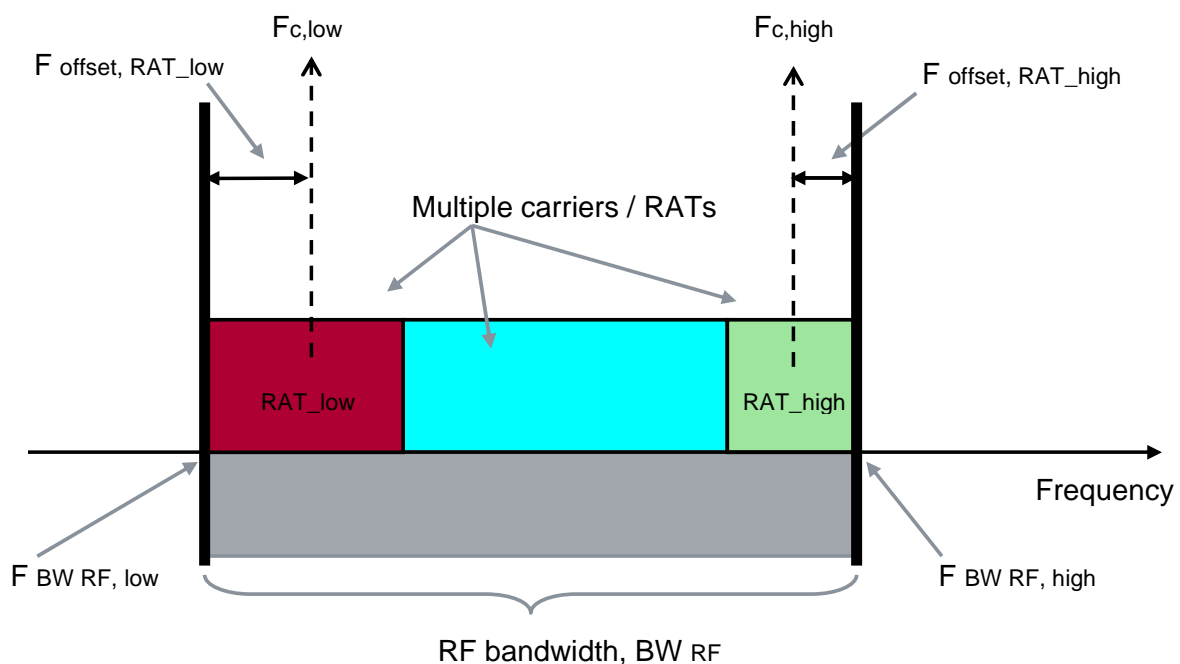 Fc,low
Fc,high
F offset, RAT_low
F offset, RAT_high
Multiple carriers / RATs
RAT_low
RAT_high
Frequency
F BW RF, low
F BW RF, high
RF bandwidth, BW RF